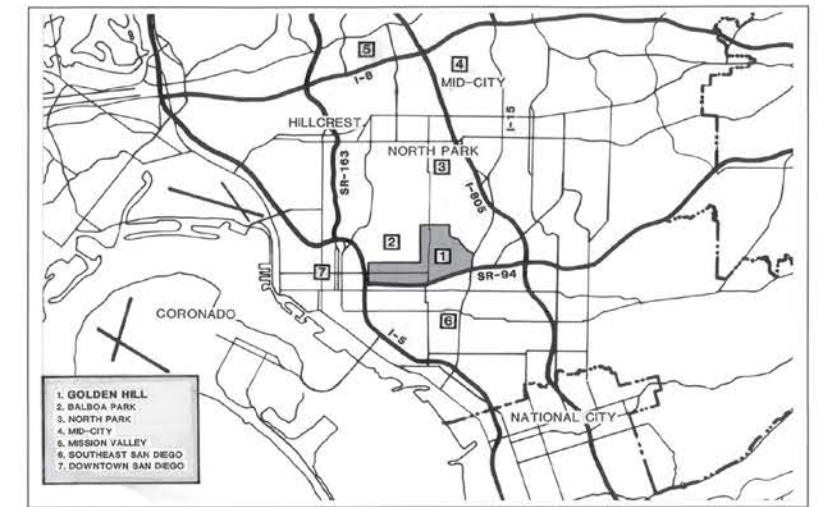 5
I-8
4
MID-CITY
HILLCREST
I-15
NORTH PARK
3
SR-163
I-805
2
1
7
SR-94
CORONADO
6
I-5
NATIONAL CITY
1. GOLDEN HILL
2. BALBOA PARK
3. NORTH PARK
4. MID-CITY
5. MISSION VALLEY
6. SOUTHEAST SAN DIEGO
7. DOWNTOWN SAN DIEGO